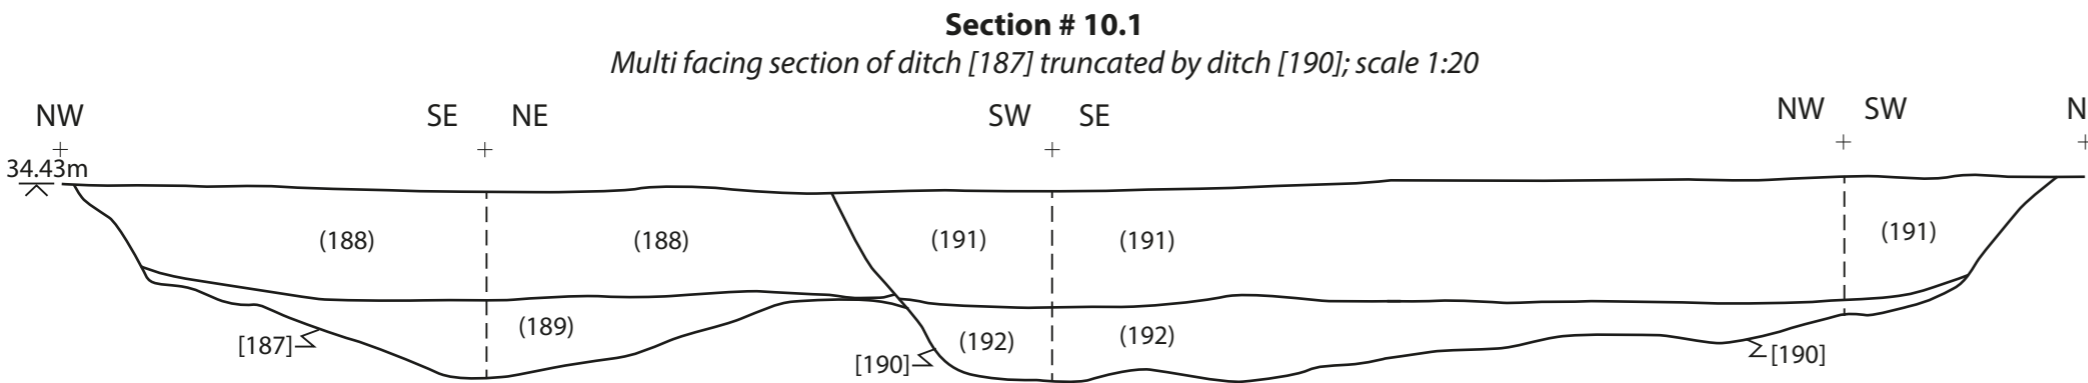 Section # 10.1
Multi facing section of ditch [187] truncated by ditch [190]; scale 1:20
NW SE NE SW SE NW SW N
34.43m
(188) (188) (191) (191) (191)
(189) (192) (192)
[187] [190] [190]